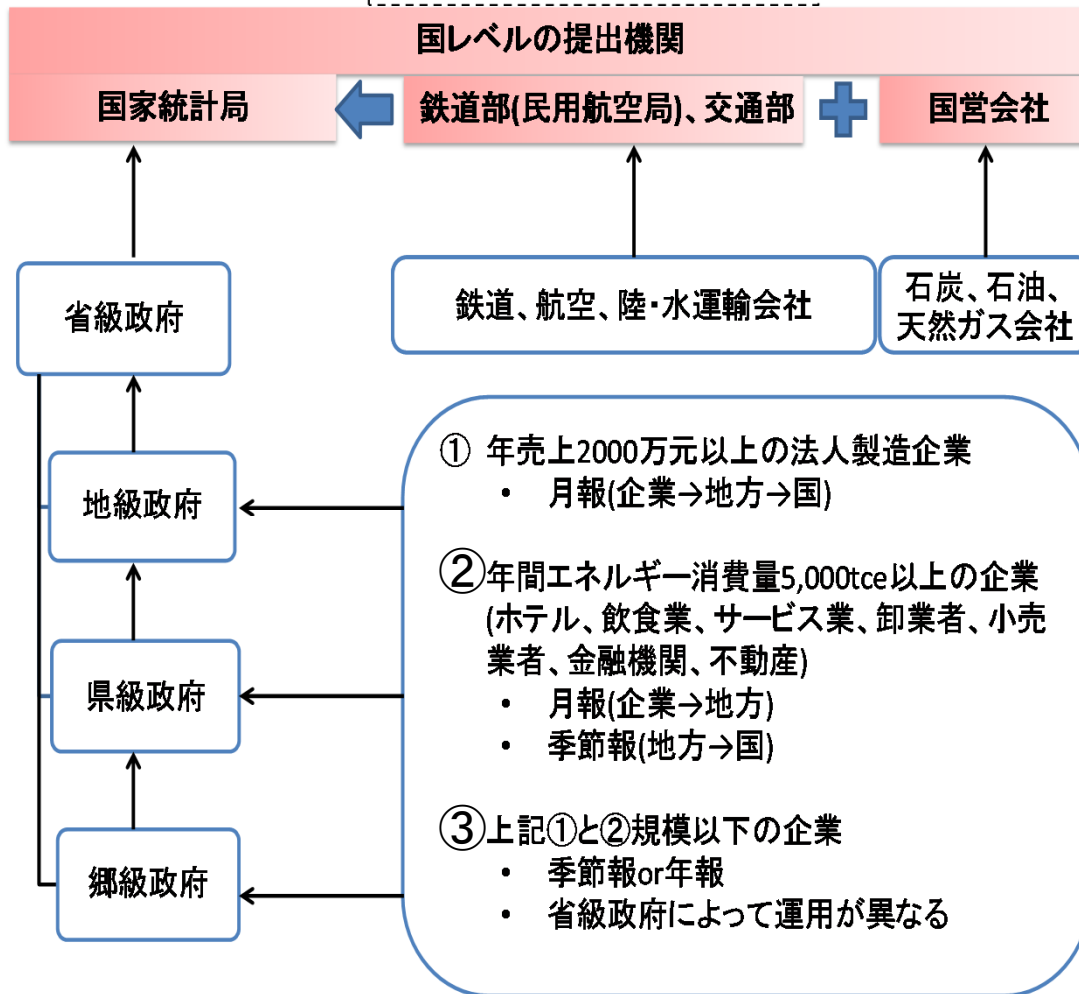 国レベルの提出機関
国家統計局
鉄道部(民用航空局)、交通部
国営会社
省級政府
鉄道、航空、陸・水運輸会社
石炭、石油、
天然ガス会社
地級政府
県級政府
郷級政府
① 年売上2000万元以上の法人製造企業
• 月報(企業→地方→国)
②年間エネルギー消費量5,000tce以上の企業
(ホテル、飲食業、サービス業、卸業者、小売
業者、金融機関、不動産)
• 月報(企業→地方)
• 季節報(地方→国)
③上記①と②規模以下の企業
• 季節報or年報
• 省級政府によって運用が異なる